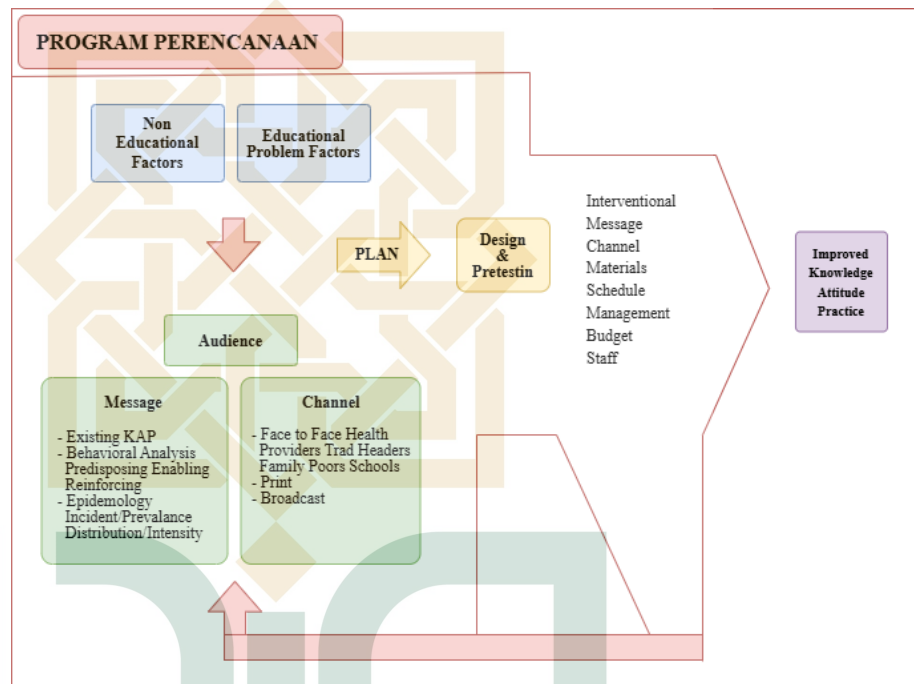 PROGRAM PERENCANAAN
Non
Educational
Factors
Educational
Problem Factors
PLAN
Design
&
Pretestin
Interventional
Message
Channel
Materials
Schedule
Management
Budget
Staff
Improved
Knowledge
Attitude
Practice
Audience
Message
- Existing KAP
- Behavioral Analysis
Predisposing Enabling
Reinforcing
- Epidemology
Incident/Prevalance
Distribution/Intensity
Channel
- Face to Face Health
Providers Trad Headers
Family Poors Schools
- Print
- Broadcast